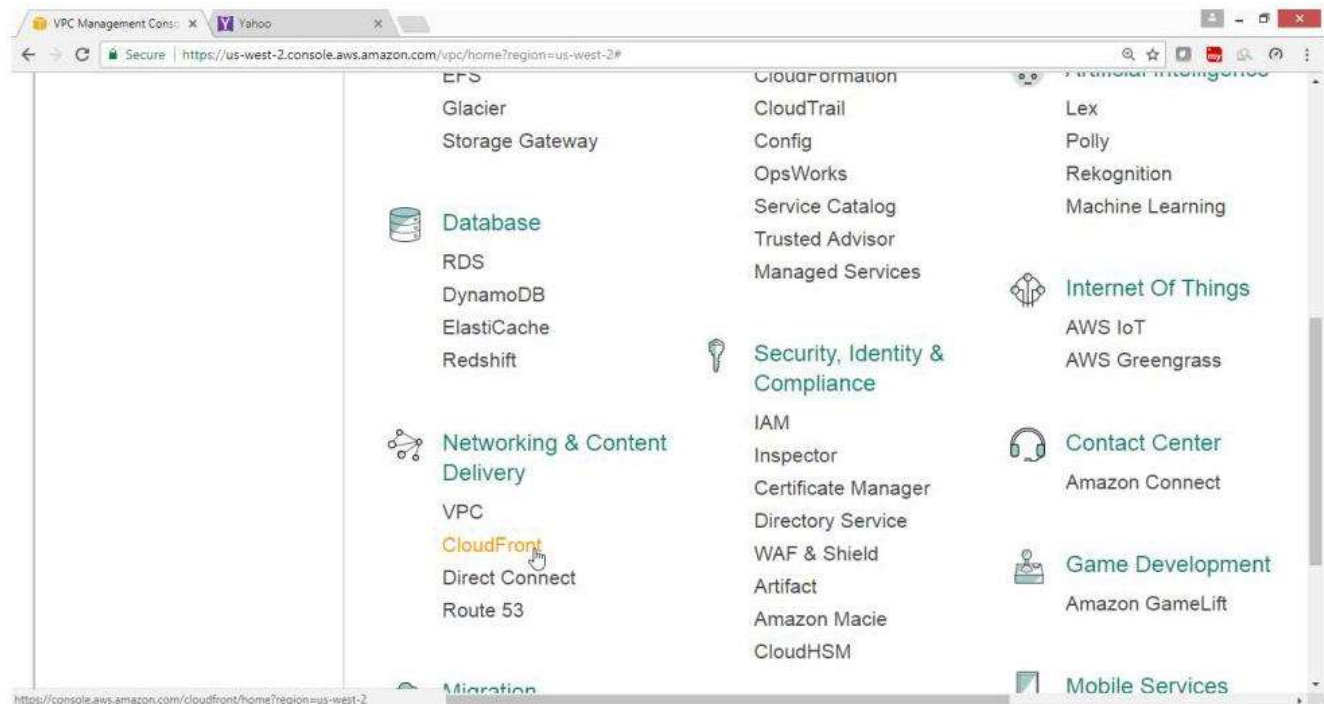 VPC Management Conso
Yahoo
Secure
https://us-west-2.console.aws.amazon.com/vpc/home?region=us-west-2#
EFS
Glacier
Storage Gateway
Database
RDS
DynamoDB
ElastiCache
Redshift
Networking & Content
Delivery
VPC
CloudFront
Direct Connect
Route 53
Migration
CloudFormation
CloudTrail
Config
OpsWorks
Service Catalog
Trusted Advisor
Managed Services
Security, Identity &
Compliance
IAM
Inspector
Certificate Manager
Directory Service
WAF & Shield
Artifact
Amazon Macie
CloudHSM
Artificial Intelligence
Lex
Polly
Rekognition
Machine Learning
Internet Of Things
AWS IoT
AWS Greengrass
Contact Center
Amazon Connect
Game Development
Amazon GameLift
Mobile Services
https://console.aws.amazon.com/cloudfront/home?region=us-west-2